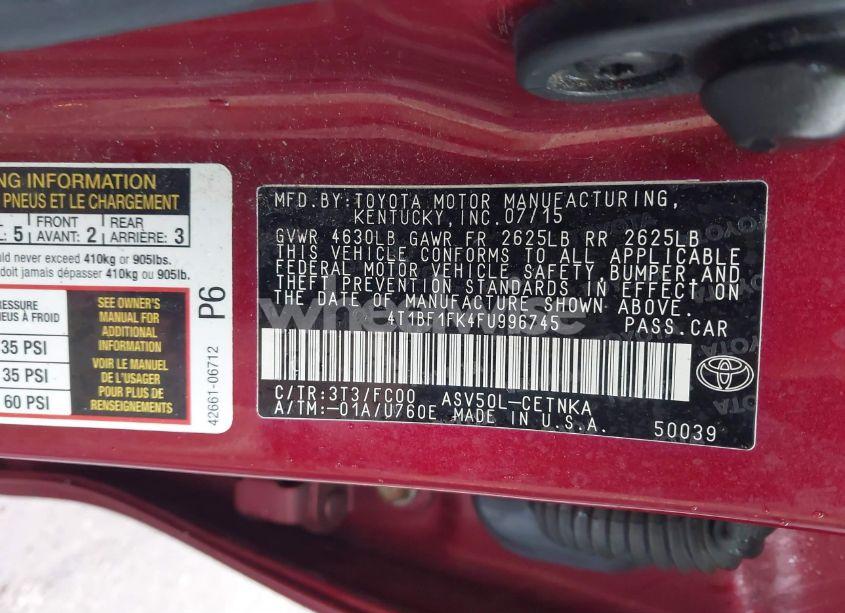 NG INFORMATION
PNEUS ET LE CHARGEMENT
L: 5 FRONT AVANT: 2 REAR ARRIÈRE: 3
uld never exceed 410kg or 905lbs.
doit jamais dépasser 410kg ou 905lb.
RESSURE
NEUS À FROID
35 PSI
35 PSI
60 PSI
SEE OWNER'S
MANUAL FOR
ADDITIONAL
INFORMATION
VOIR LE MANUEL
DE L'USAGER
POUR PLUS DE
RENSEIGNEMENTS
P6
42661-06712
MFD.BY:TOYOTA MOTOR MANUFACTURING,
KENTUCKY,INC.07/15
GVWR 4630LB GAWR FR 2625LB RR 2625LB
THIS VEHICLE CONFORMS TO ALL APPLICABLE
FEDERAL MOTOR VEHICLE SAFETY,BUMPER,AND
THEFT PREVENTION STANDARDS IN EFFECT ON
THE DATE OF MANUFACTURE SHOWN ABOVE.
4T1BF1FK4FU996745 PASS.CAR
C/TR:3T3/FC00 ASV50L-CETNKA
A/TM:-01A/U760E MADE IN U.S.A.
50039